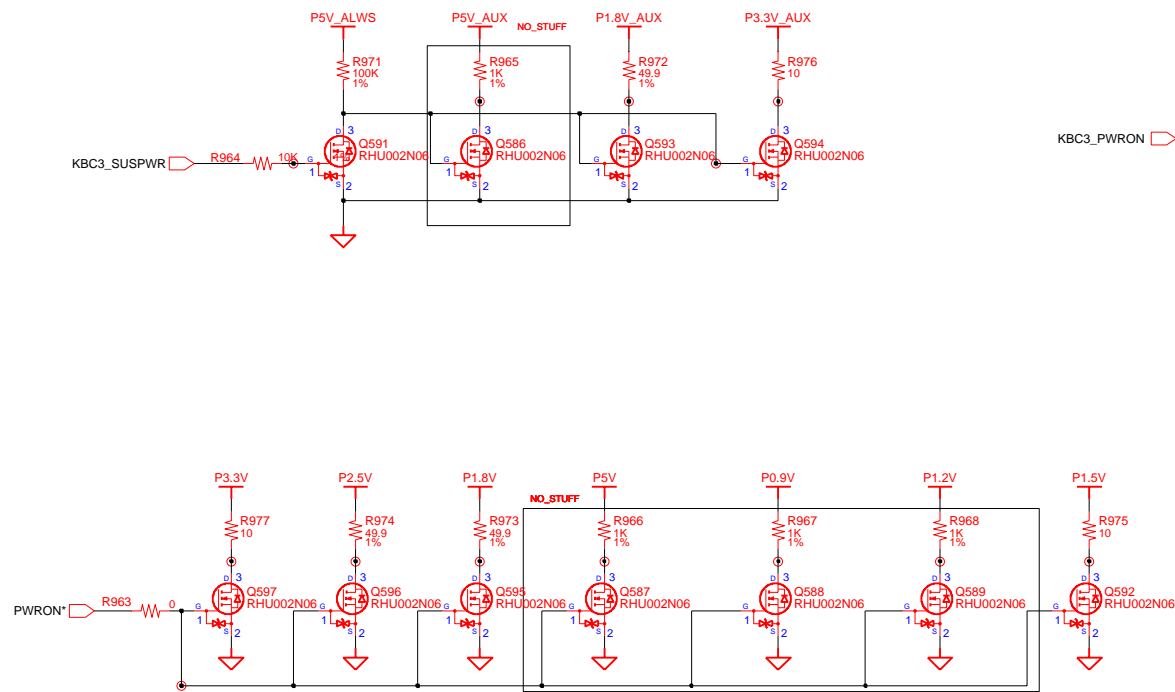 P5V_ALWS
P5V_AUX
NO_STUFF
P1.8V_AUX
P3.3V_AUX
R971
100K
1%
R965
1K
1%
R972
49.9
1%
R976
10
KBC3_SUSPWR
R964
10K
1%
D 3
Q591
RHU002N06
G
1
S 2
D 3
Q586
RHU002N06
G
1
S 2
D 3
Q593
RHU002N06
G
1
S 2
D 3
Q594
RHU002N06
G
1
S 2
KBC3_PWRON
P3.3V
P2.5V
P1.8V
NO_STUFF
P5V
P0.9V
P1.2V
P1.5V
R977
10
R974
49.9
1%
R973
49.9
1%
R966
1K
1%
R967
1K
1%
R968
1K
1%
R975
10
PWRON*
R963
0
D 3
Q597
RHU002N06
G
1
S 2
D 3
Q596
RHU002N06
G
1
S 2
D 3
Q595
RHU002N06
G
1
S 2
D 3
Q587
RHU002N06
G
1
S 2
D 3
Q588
RHU002N06
G
1
S 2
D 3
Q589
RHU002N06
G
1
S 2
D 3
Q592
RHU002N06
G
1
S 2